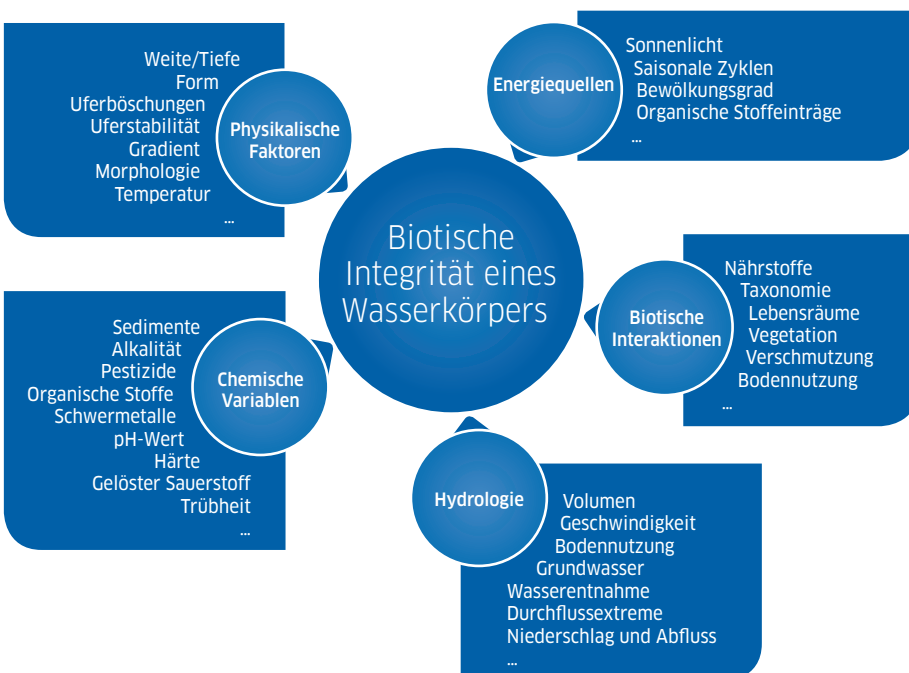 Weite/Tiefe
Form
Uferböschungen
Uferstabilität
Gradient
Morphologie
Temperatur
...
Physikalische
Faktoren
Energiequellen
Sonnenlicht
Saisonale Zyklen
Bewölkungsgrad
Organische Stoffeinträge
...
Biotische
Integrität eines
Wasserkörpers
Sedimente
Alkalität
Pestizide
Organische Stoffe
Schwermetalle
pH-Wert
Härte
Gelöster Sauerstoff
Trübheit
...
Chemische
Variablen
Biotische
Interaktionen
Nährstoffe
Taxonomie
Lebensräume
Vegetation
Verschmutzung
Bodennutzung
...
Hydrologie
Volumen
Geschwindigkeit
Bodennutzung
Grundwasser
Wasserentnahme
Durchflussextreme
Niederschlag und Abfluss
...